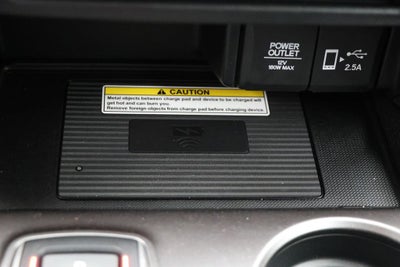 POWER
OUTLET
12V
180W MAX
2.5A
CAUTION
Metal objects between charge pad and device to be charged will
get hot and can burn you.
Remove foreign objects from charge pad before charging device.